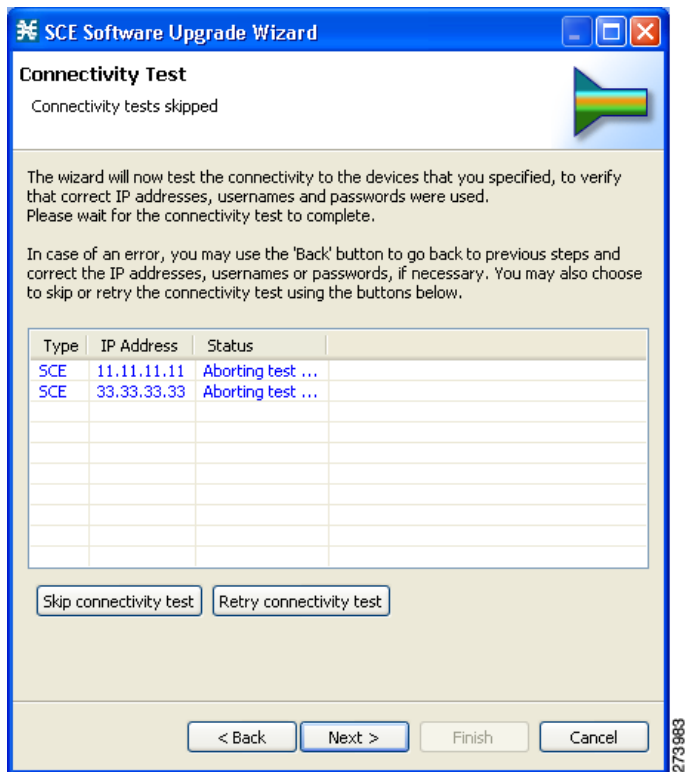 SCE Software Upgrade Wizard
Connectivity Test
Connectivity tests skipped
The wizard will now test the connectivity to the devices that you specified, to verify
that correct IP addresses, usernames and passwords were used.
Please wait for the connectivity test to complete.
In case of an error, you may use the 'Back' button to go back to previous steps and
correct the IP addresses, usernames or passwords, if necessary. You may also choose
to skip or retry the connectivity test using the buttons below.
Type IP Address Status
SCE 11.11.11.11 Aborting test ...
SCE 33.33.33.33 Aborting test ...
Skip connectivity test Retry connectivity test
< Back Next > Finish Cancel
273983